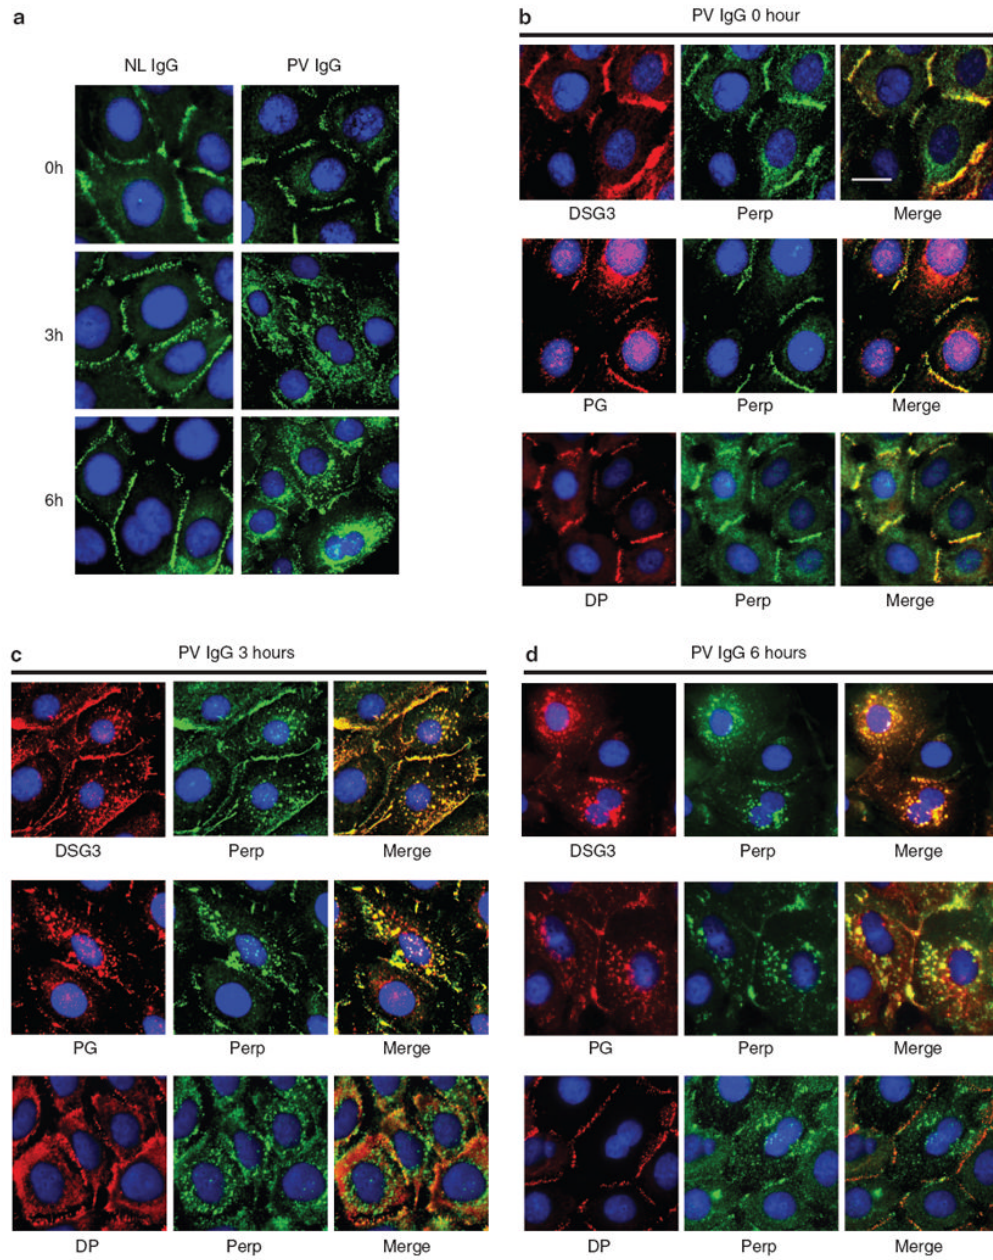 a
NL IgG PV IgG
0h
3h
6h
b
PV IgG 0 hour
DSG3 Perp Merge
PG Perp Merge
DP Perp Merge
c
PV IgG 3 hours
DSG3 Perp Merge
PG Perp Merge
DP Perp Merge
d
PV IgG 6 hours
DSG3 Perp Merge
PG Perp Merge
DP Perp Merge